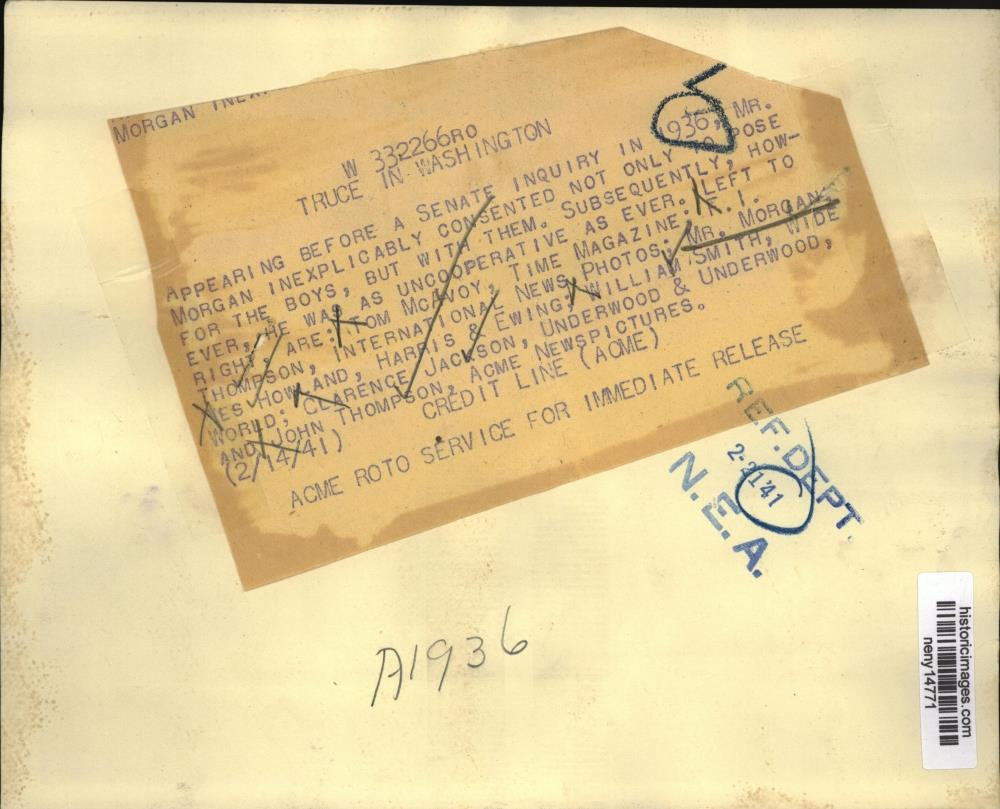 MORGAN
W 332266RO
TRUCE IN WASHINGTON
APPEARING BEFORE A SENATE INQUIRY IN 1936, MR.
MORGAN INEXPLICABLY CONSENTED NOT ONLY TO POSE
FOR THE BOYS, BUT WITH THEM. SUBSEQUENTLY, HOW-
EVER, HE WAS AS UNCOOPERATIVE AS EVER. LEFT TO
RIGHT, ARE: TOM MCAVOY, TIME MAGAZINE; K.I.
THOMPSON, INTERNATIONAL NEWS PHOTOS; MR. MORGAN;
HOWLAND, HARRIS & EWING; WILLIAM SMITH, WIDE
WORLD; CLARENCE JACKSON, UNDERWOOD & UNDERWOOD,
AND JOHN THOMPSON, ACME NEWSPICTURES.
(2/14/41) CREDIT LINE (ACME)
ACME ROTO SERVICE FOR IMMEDIATE RELEASE
REF. DEPT.
2-21'41
N.E.A.
A1936
historicimages.com
neny14771